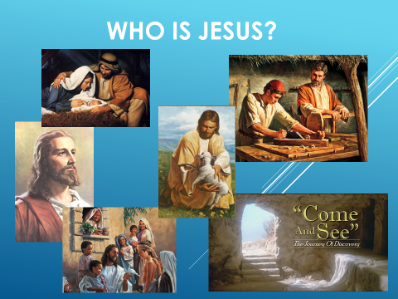 WHO IS JESUS?
“Come
And See”
The Journey Of Discovery